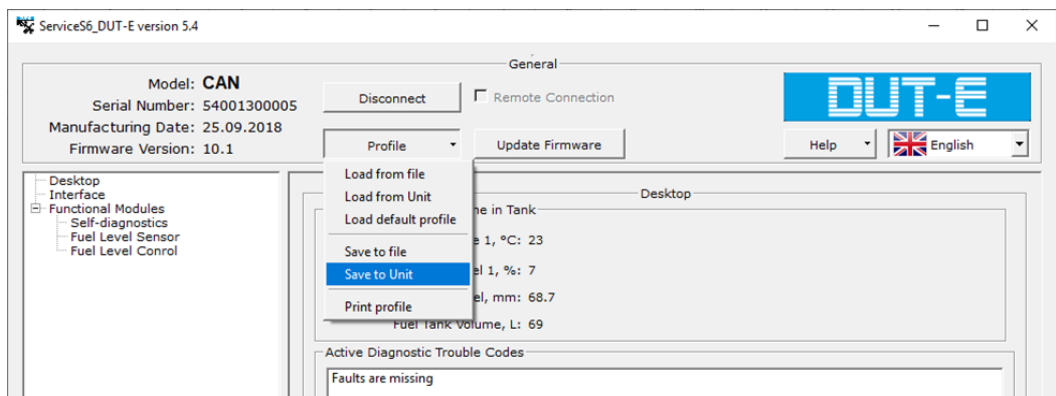 ServiceS6_DUT-E version 5.4
General
Model: CAN
Serial Number: 54001300005
Manufacturing Date: 25.09.2018
Firmware Version: 10.1
Disconnect
Remote Connection
Profile
Update Firmware
DUT-E
Help
English
Load from file
Load from Unit
Load default profile
Save to file
Save to Unit
Print profile
Desktop
Interface
Functional Modules
Self-diagnostics
Fuel Level Sensor
Fuel Level Conrol
Desktop
in Tank
1, °C: 23
1, %: 7
mm: 68.7
Fuel Tank Volume, L: 69
Active Diagnostic Trouble Codes
Faults are missing